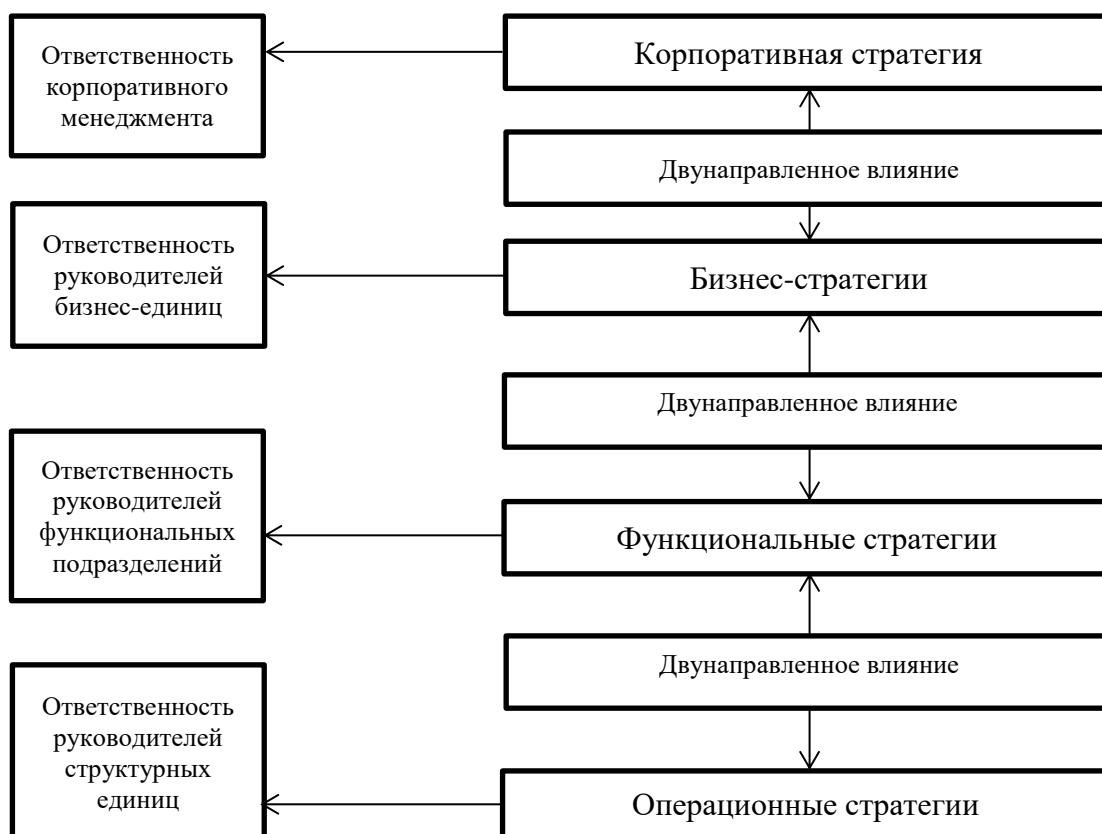 Ответственность
корпоративного
менеджмента
Корпоративная стратегия
Двунаправленное влияние
Ответственность
руководителей
бизнес-единиц
Бизнес-стратегии
Двунаправленное влияние
Ответственность
руководителей
функциональных
подразделений
Функциональные стратегии
Двунаправленное влияние
Ответственность
руководителей
структурных
единиц
Операционные стратегии